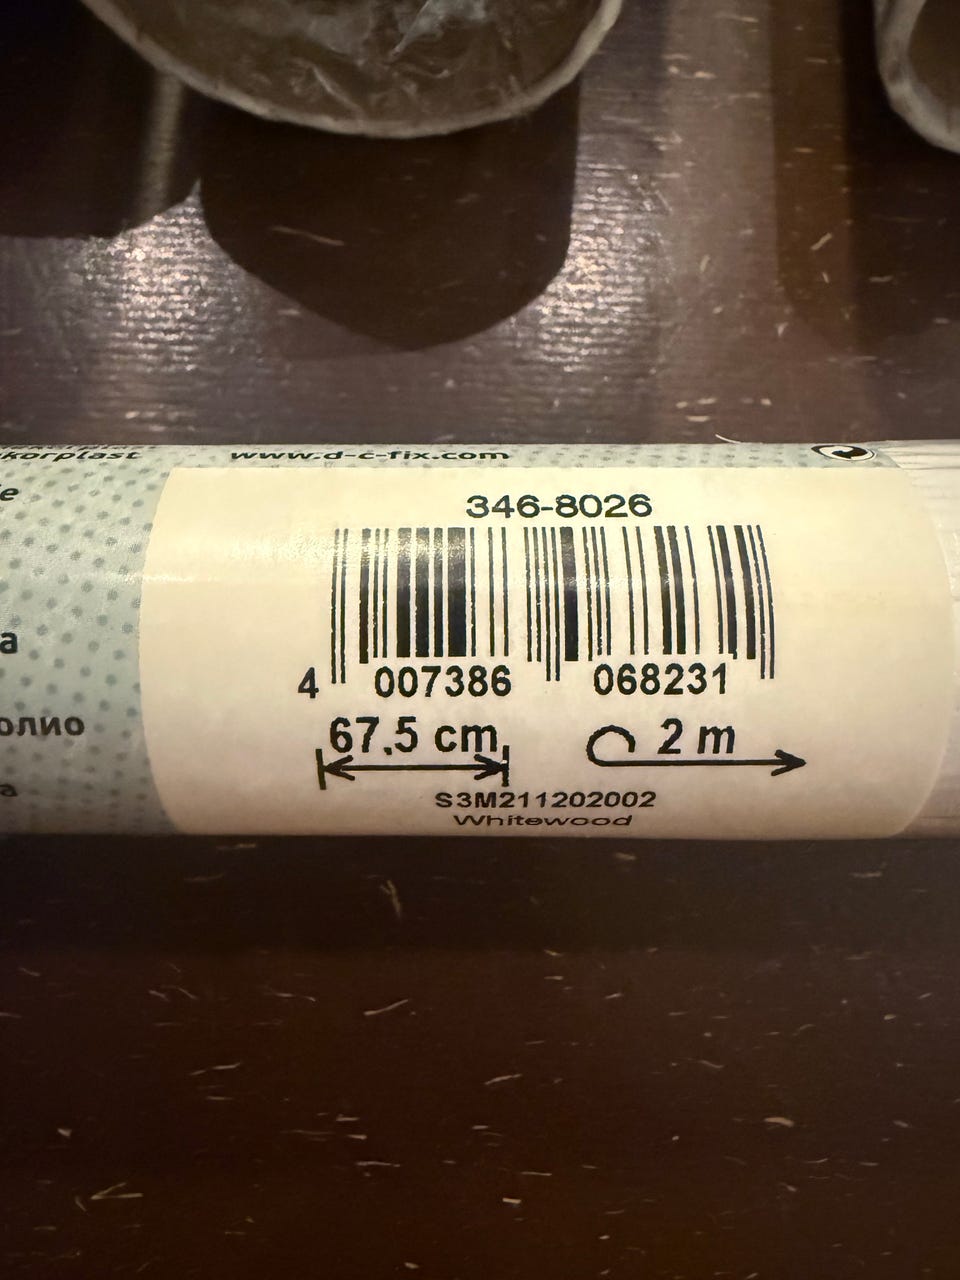 www.d-c-fix.com
346-8026
4 007386 068231
67,5 cm
2 m
S3M211202002
Whitewood